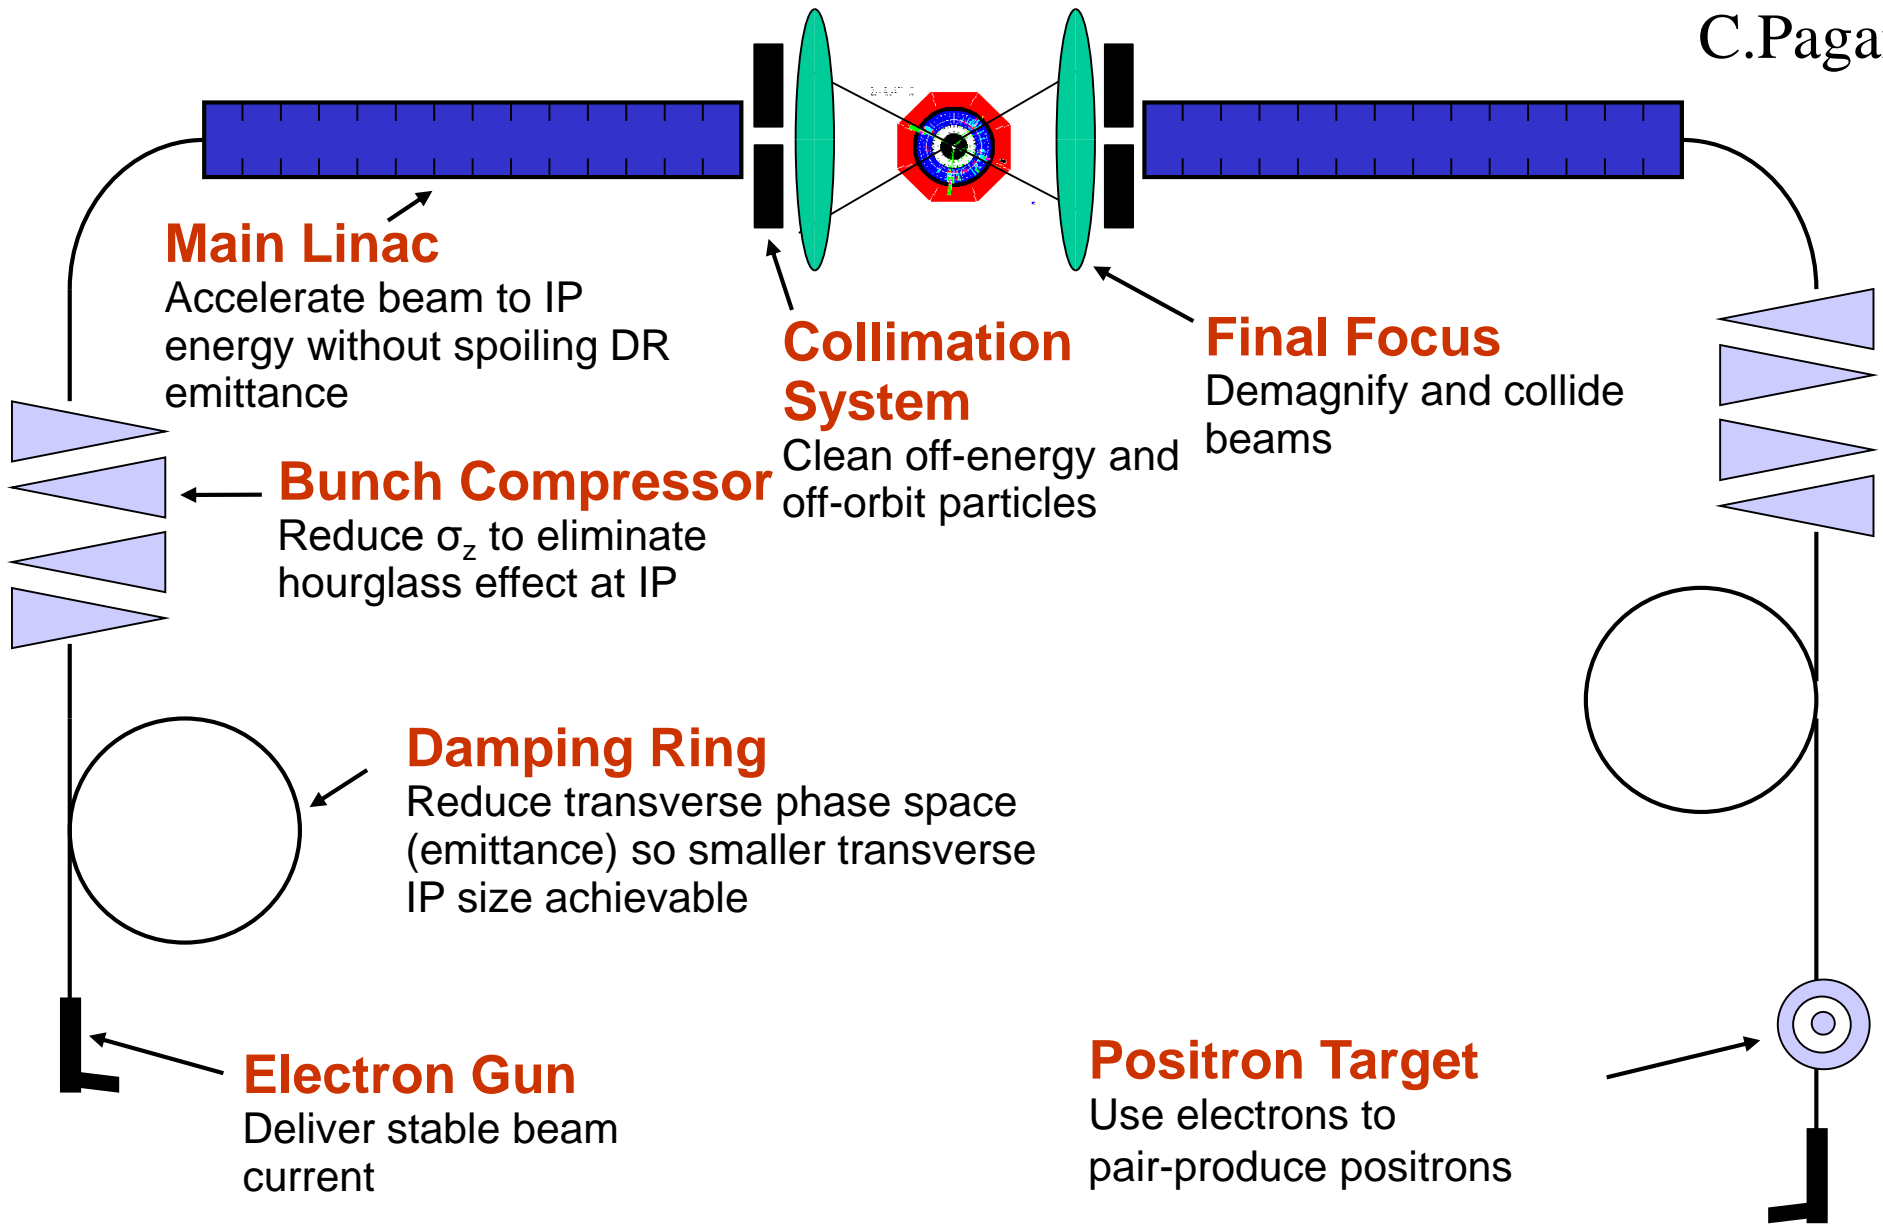 C.Paga
Main Linac
Accelerate beam to IP
energy without spoiling DR
emittance
Collimation
System
Clean off-energy and
off-orbit particles
Final Focus
Demagnify and collide
beams
Bunch Compressor
Reduce σz to eliminate
hourglass effect at IP
Damping Ring
Reduce transverse phase space
(emittance) so smaller transverse
IP size achievable
Electron Gun
Deliver stable beam
current
Positron Target
Use electrons to
pair-produce positrons